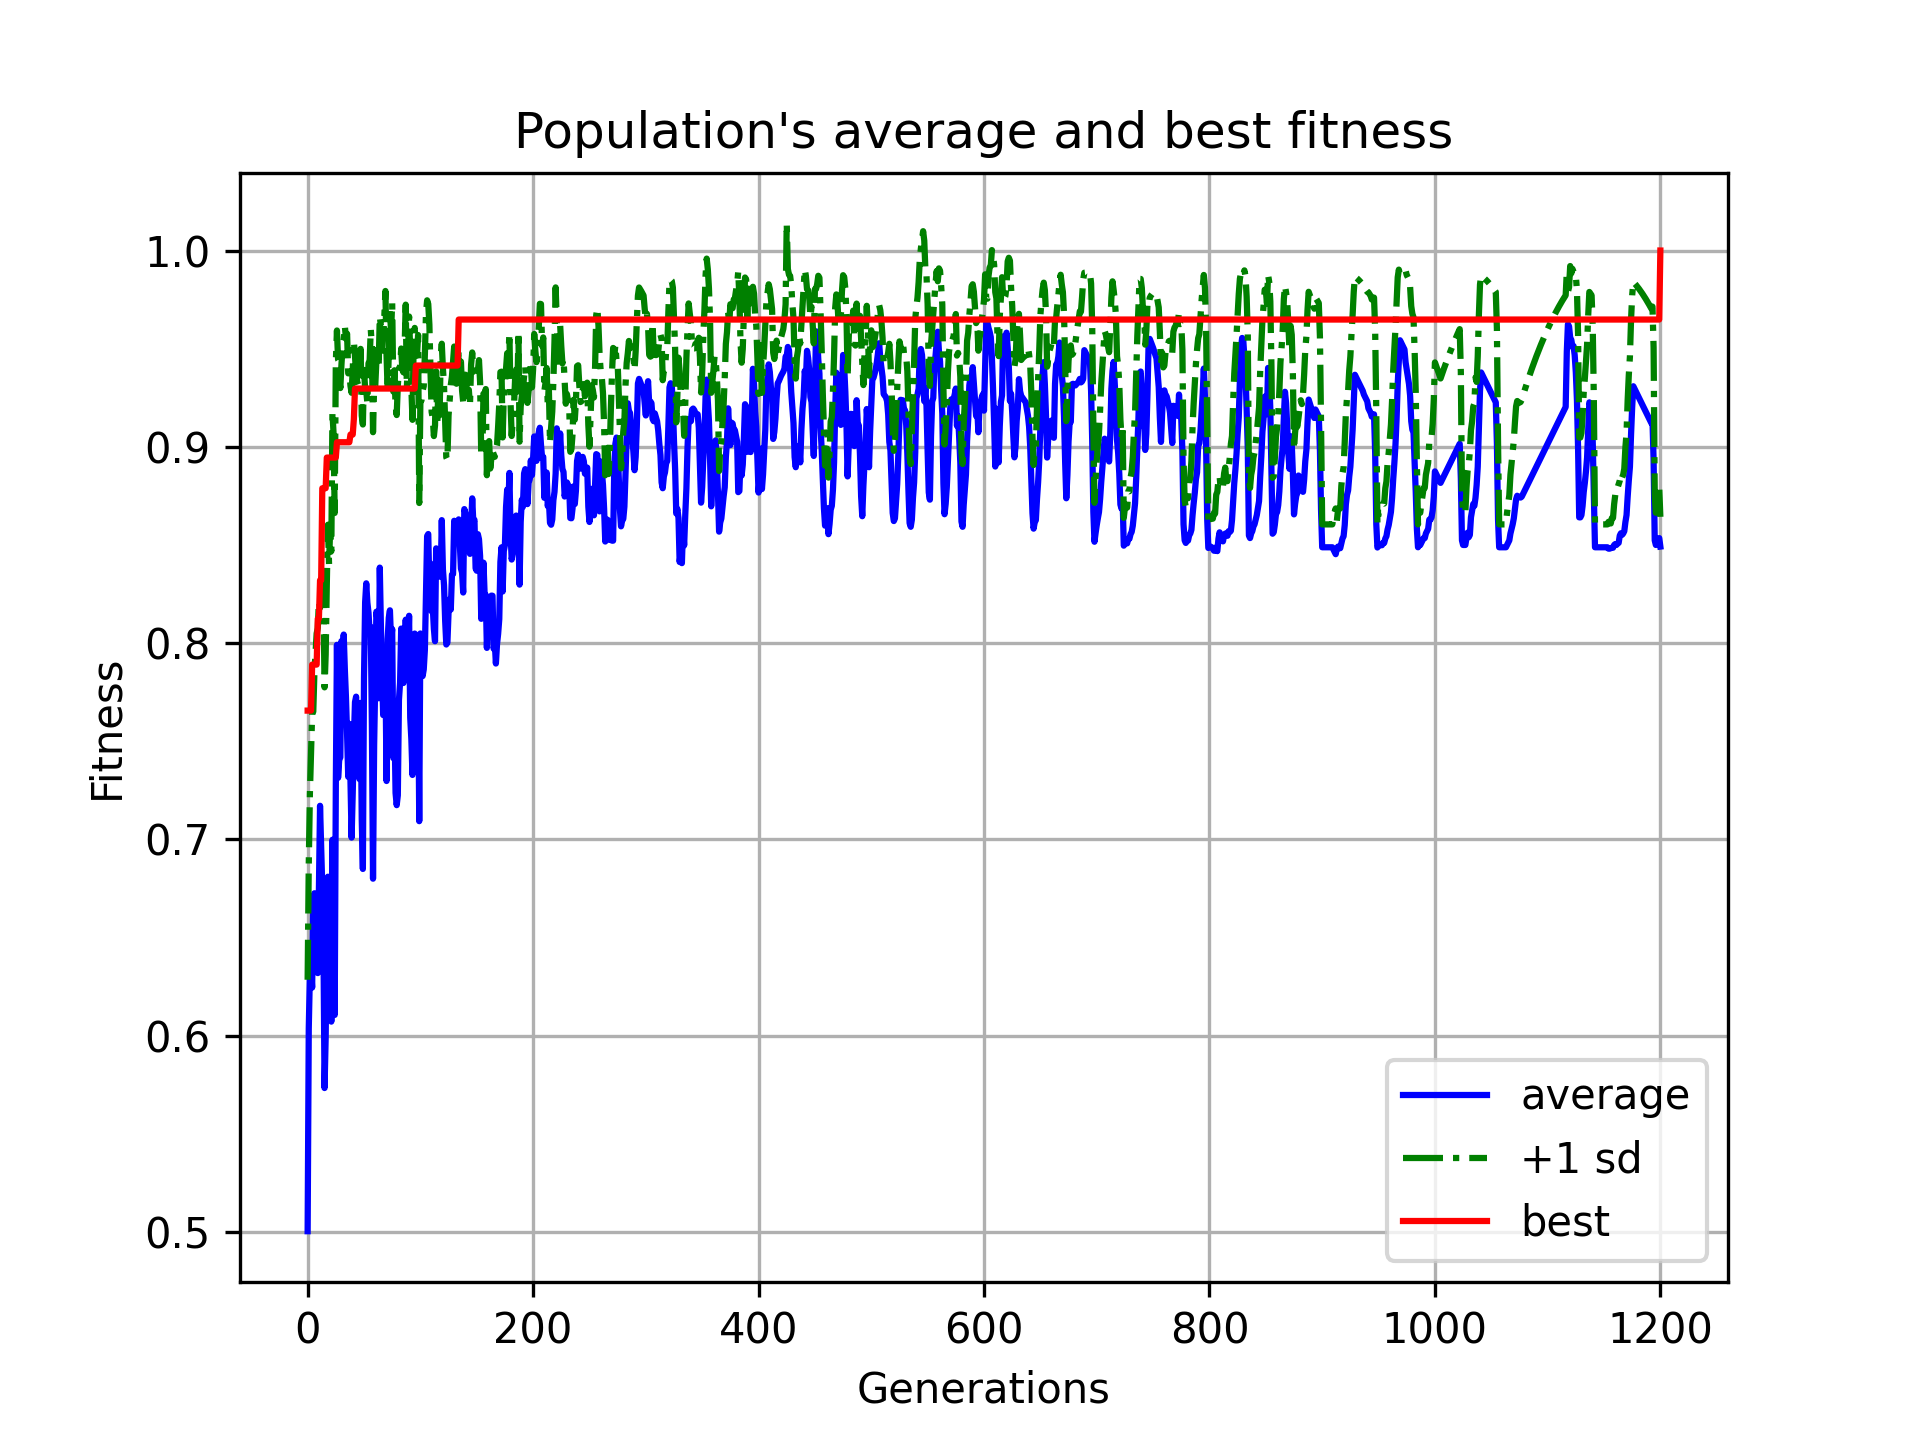 Population's average and best fitness
1.0
0.9
0.8
0.7
0.6
0.5
Fitness
0 200 400 600 800 1000 1200
Generations
average
+1 sd
best